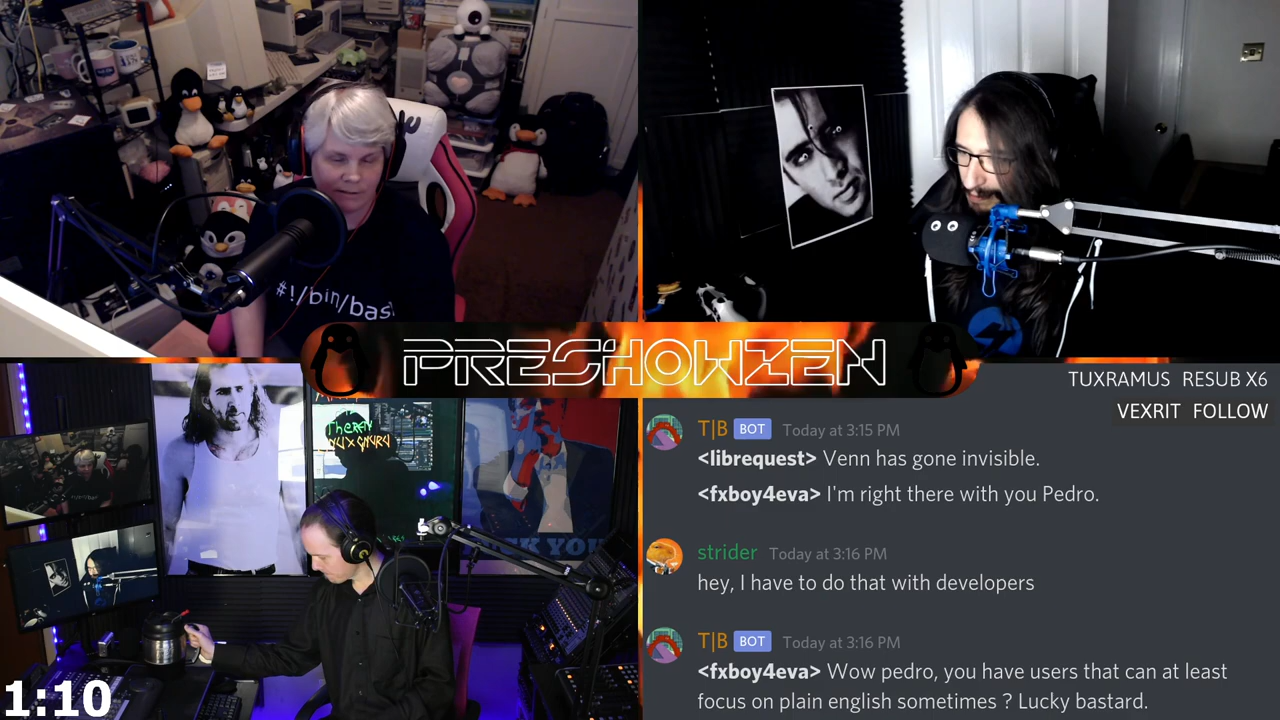 #!/bin/bas
PRESHOWZEN
TUXRAMUS RESUB X6
VEXRIT FOLLOW
T|B BOT Today at 3:15 PM
<librequest> Venn has gone invisible.
<fxboy4eva> I'm right there with you Pedro.
strider Today at 3:16 PM
hey, I have to do that with developers
T|B BOT Today at 3:16 PM
<fxboy4eva> Wow pedro, you have users that can at least
focus on plain english sometimes ? Lucky bastard.
1:10